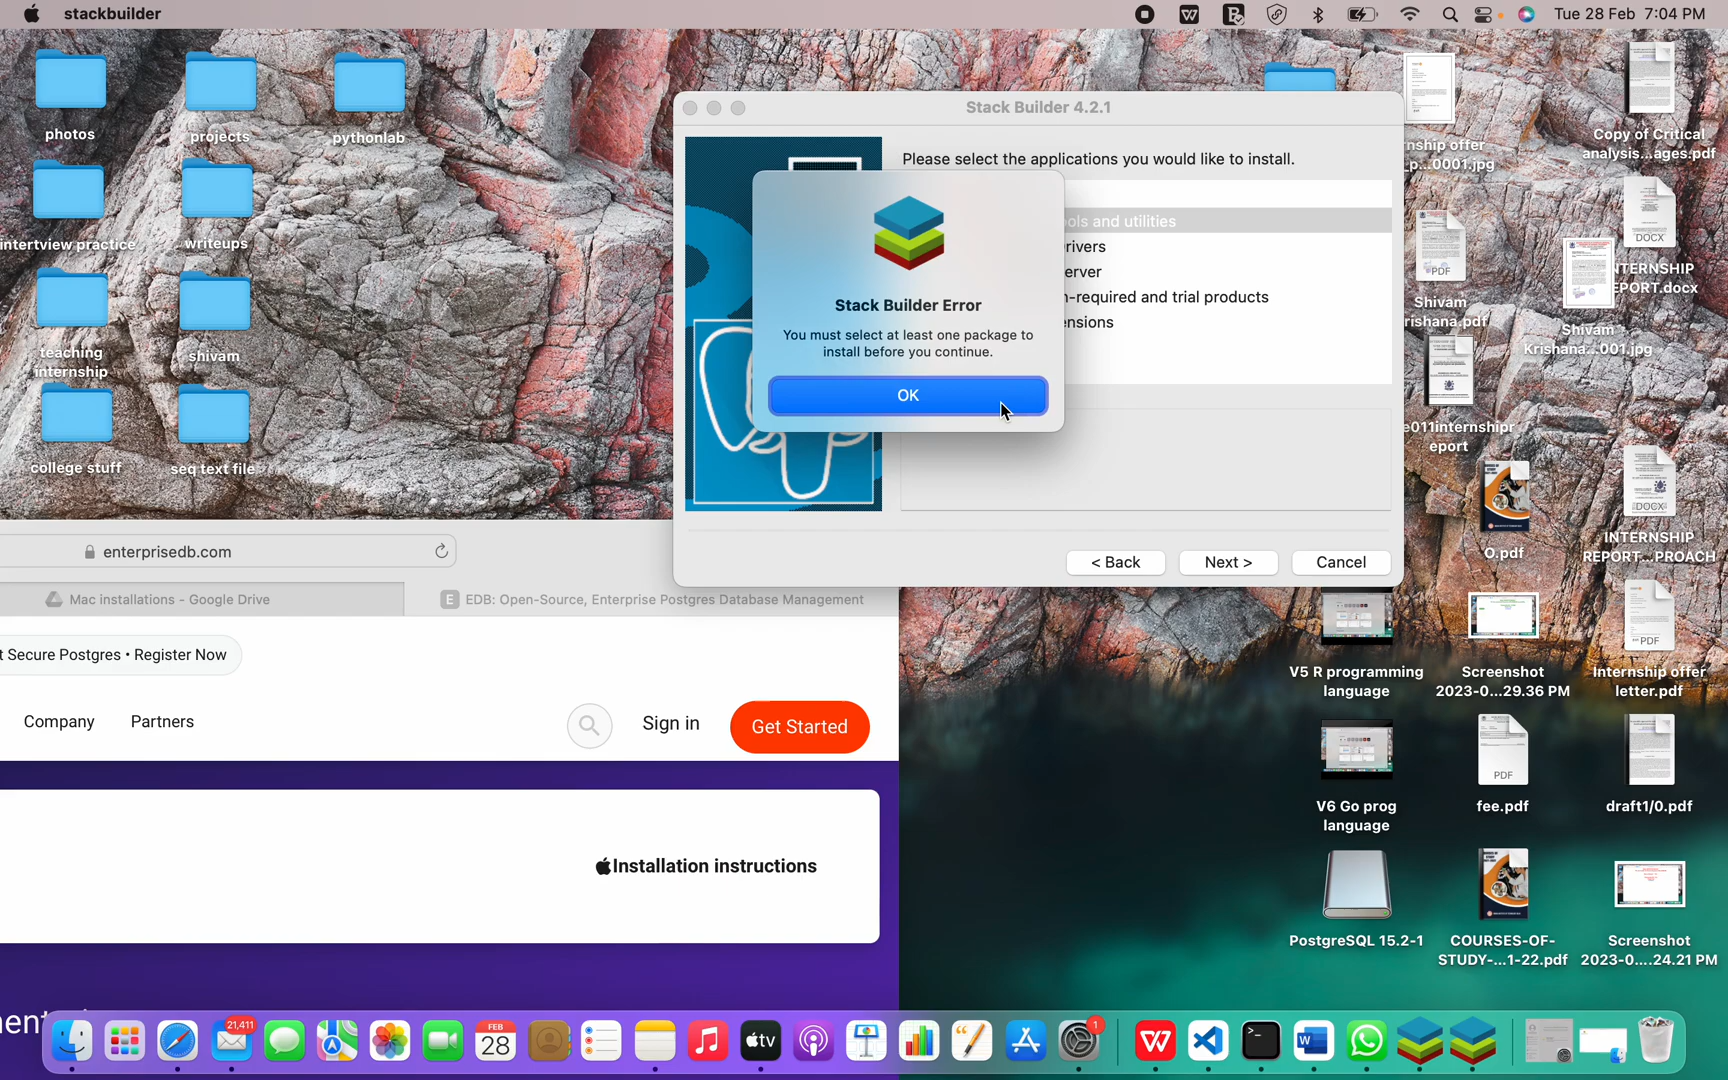 stackbuilder
Tue 28 Feb 7:04 PM
photos
projects
pythonlab
intertview practice
writeups
teaching
internship
shivam
college stuff
seq text file
Stack Builder 4.2.1
Please select the applications you would like to install.
ools and utilities
rivers
erver
n-required and trial products
ensions
Stack Builder Error
You must select at least one package to
install before you continue.
OK
< Back
Next >
Cancel
nship offer
_p...0001.jpg
Copy of Critical
analysis...ages.pdf
PDF
Shivam
rishana.pdf
DOCX
NTERNSHIP
EPORT.docx
Shivam
Krishana...001.jpg
e011internshipr
eport
O.pdf
DOCX
INTERNSHIP
REPORT...PROACH
enterprisedb.com
Mac installations - Google Drive
E EDB: Open-Source, Enterprise Postgres Database Management
t Secure Postgres • Register Now
Company
Partners
Sign in
Get Started
Installation instructions
V5 R programming
language
Screenshot
2023-0...29.36 PM
PDF
Internship offer
letter.pdf
V6 Go prog
language
PDF
fee.pdf
draft1/0.pdf
PostgreSQL 15.2-1
COURSES-OF-
STUDY-...1-22.pdf
Screenshot
2023-0....24.21 PM
21,411
FEB
28
tv
1